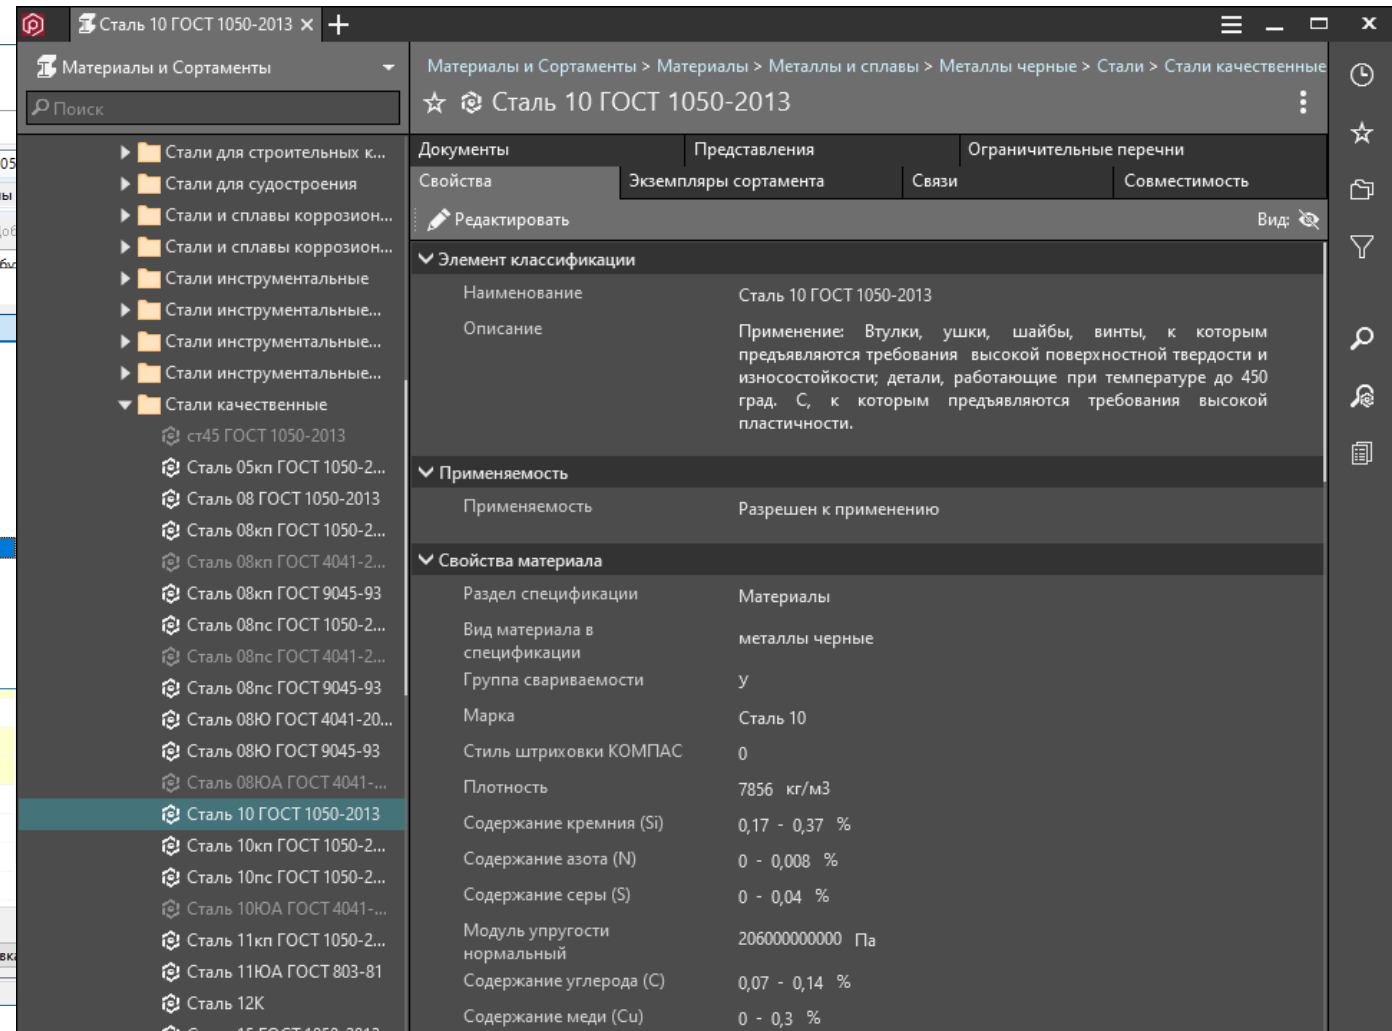 Сталь 10 ГОСТ 1050-2013
Материалы и Сортаменты
Поиск
Стали для строительных к...
Стали для судостроения
Стали и сплавы коррозион...
Стали и сплавы коррозион...
Стали инструментальные
Стали инструментальные...
Стали инструментальные...
Стали инструментальные...
Стали качественные
ст45 ГОСТ 1050-2013
Сталь 05кп ГОСТ 1050-2...
Сталь 08 ГОСТ 1050-2013
Сталь 08кп ГОСТ 1050-2...
Сталь 08кп ГОСТ 4041-2...
Сталь 08кп ГОСТ 9045-93
Сталь 08пс ГОСТ 1050-2...
Сталь 08пс ГОСТ 4041-2...
Сталь 08пс ГОСТ 9045-93
Сталь 08Ю ГОСТ 4041-20...
Сталь 08Ю ГОСТ 9045-93
Сталь 08ЮА ГОСТ 4041-...
Сталь 10 ГОСТ 1050-2013
Сталь 10кп ГОСТ 1050-2...
Сталь 10пс ГОСТ 1050-2...
Сталь 10ЮА ГОСТ 4041-...
Сталь 11кп ГОСТ 1050-2...
Сталь 11ЮА ГОСТ 803-81
Сталь 12К
Материалы и Сортаменты > Материалы > Металлы и сплавы > Металлы черные > Стали > Стали качественные
Сталь 10 ГОСТ 1050-2013
Документы Представления Ограничительные перечни
Свойства Экземпляры сортамента Связи Совместимость
Редактировать Вид:
Элемент классификации
Наименование Сталь 10 ГОСТ 1050-2013
Описание Применение: Втулки, ушки, шайбы, винты, к которым
предъявляются требования высокой поверхностной твердости и
износостойкости; детали, работающие при температуре до 450
град. С, к которым предъявляются требования высокой
пластичности.
Применяемость
Применяемость Разрешен к применению
Свойства материала
Раздел спецификации Материалы
Вид материала в
спецификации металлы черные
Группа свариваемости У
Марка Сталь 10
Стиль штриховки КОМПАС 0
Плотность 7856 кг/м3
Содержание кремния (Si) 0,17 - 0,37 %
Содержание азота (N) 0 - 0,008 %
Содержание серы (S) 0 - 0,04 %
Модуль упругости
нормальный 206000000000 Па
Содержание углерода (C) 0,07 - 0,14 %
Содержание меди (Cu) 0 - 0,3 %